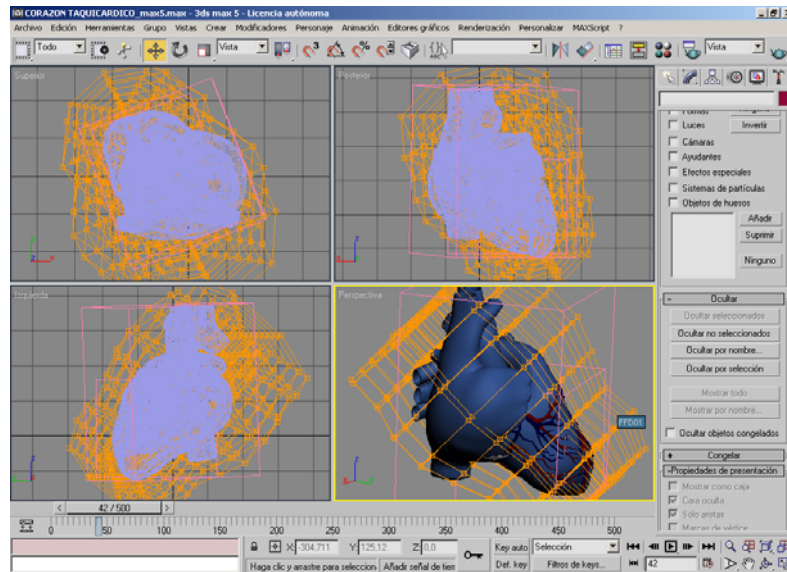 CORAZON TAQUICARDICO_max5.max - 3ds max 5 - Licencia autónoma
Archivo Edición Herramientas Grupo Vistas Crear Modificadores Personaje Animación Editores gráficos Renderización Personalizar MAXScript ?
Todo Vista Vista
Superior
Posterior
Luces Invertir
Cámaras
Ayudantes
Efectos especiales
Sistemas de partículas
Objetos de huesos
Añadir
Suprimir
Ninguno
Izquierda
Perspectiva
FFD01
- Ocultar
Ocultar seleccionados
Ocultar no seleccionados
Ocultar por nombre...
Ocultar por selección
Mostrar todo
Mostrar por nombre...
Ocultar objetos congelados
+ Congelar
- Propiedades de presentación
Mostrar como caja
Cara oculta
Sólo aristas
Marcas de vértice
< 42 / 500 >
0 50 100 150 200 250 300 350 400 450 500
X: -304,711 Y: 125,12 Z: 0,0 Key auto Selección
Haga clic y arrastre para seleccion Añadir señal de tien Def. key Filtros de keys... 42